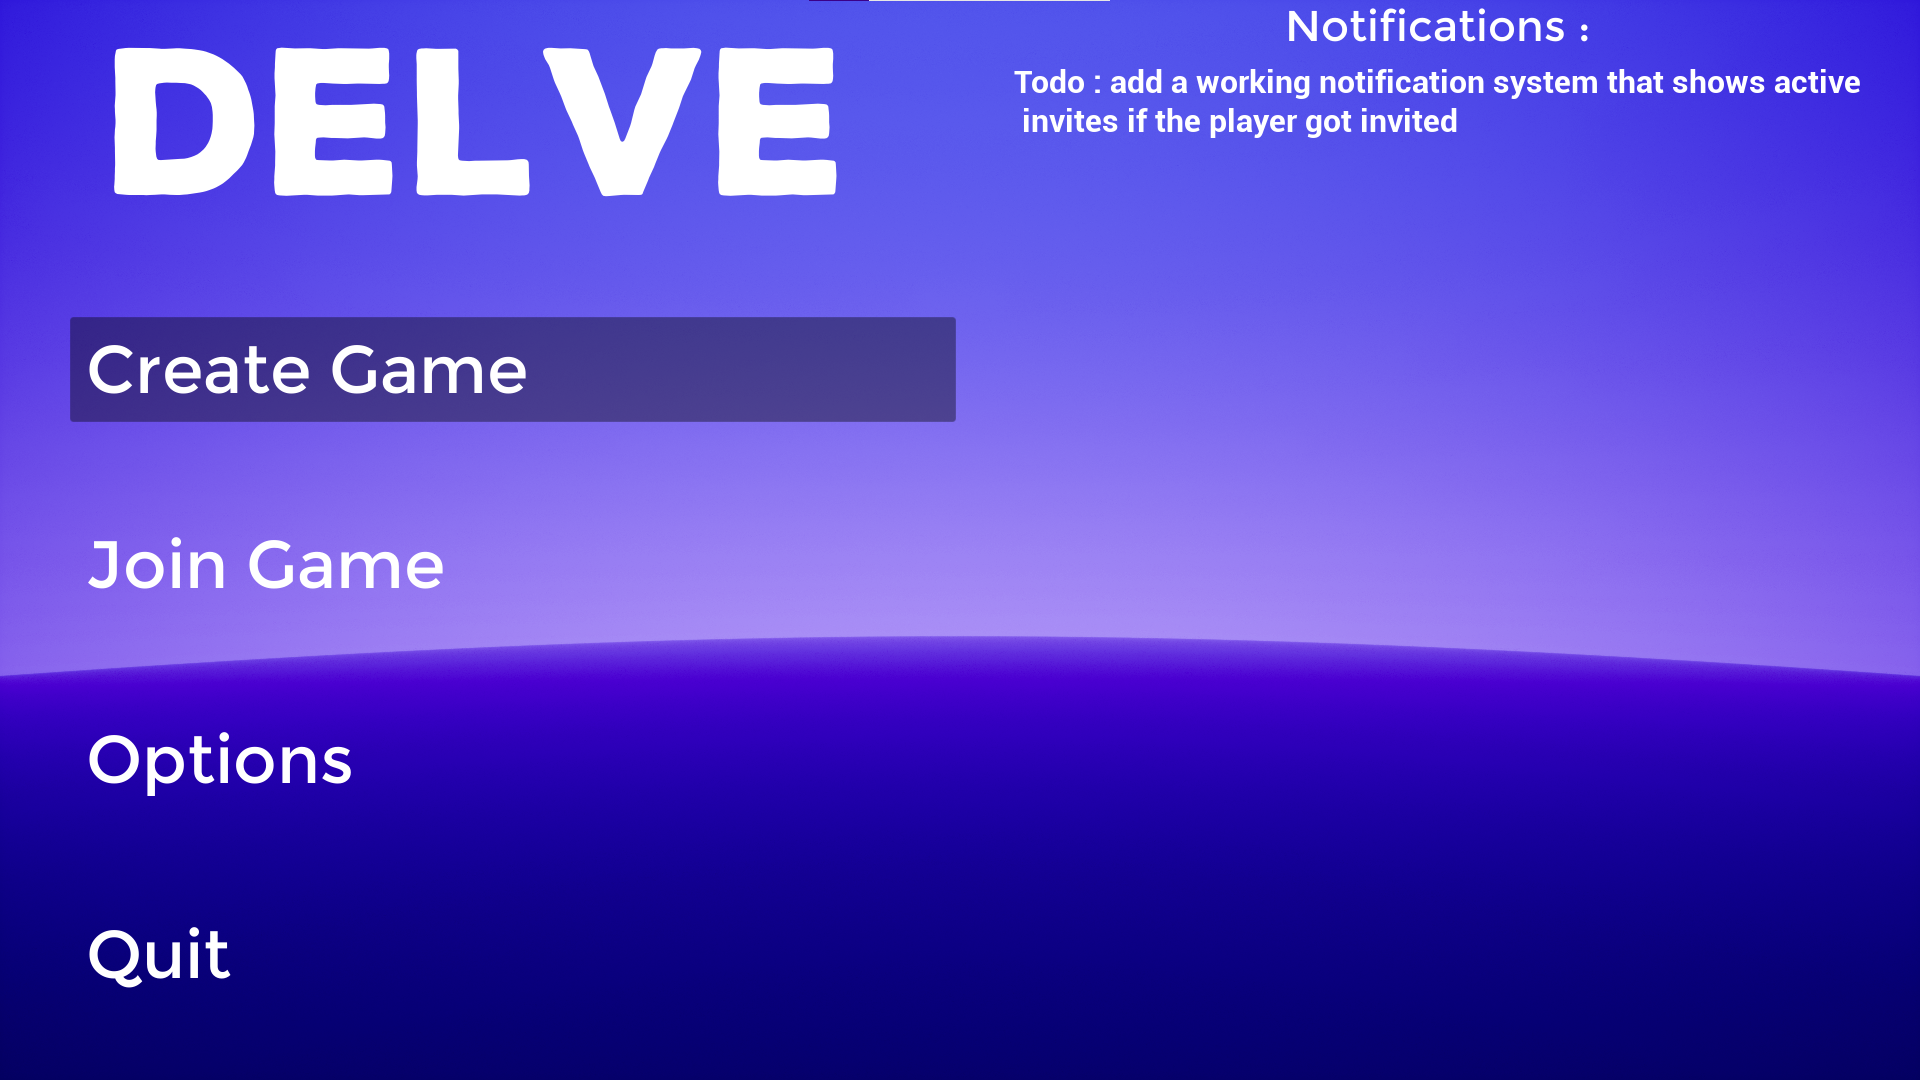 DELVE
Notifications :
Todo : add a working notification system that shows active
invites if the player got invited
Create Game
Join Game
Options
Quit